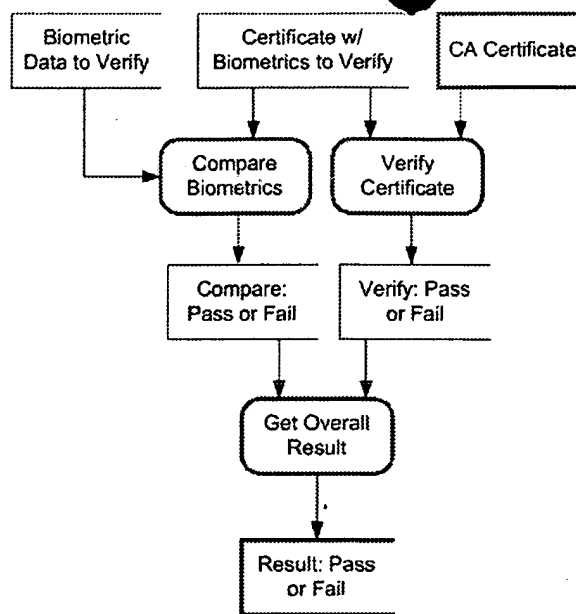 Biometric
Data to Verify
Certificate w/
Biometrics to Verify
CA Certificate
Compare
Biometrics
Verify
Certificate
Compare:
Pass or Fail
Verify: Pass
or Fail
Get Overall
Result
Result: Pass
or Fail